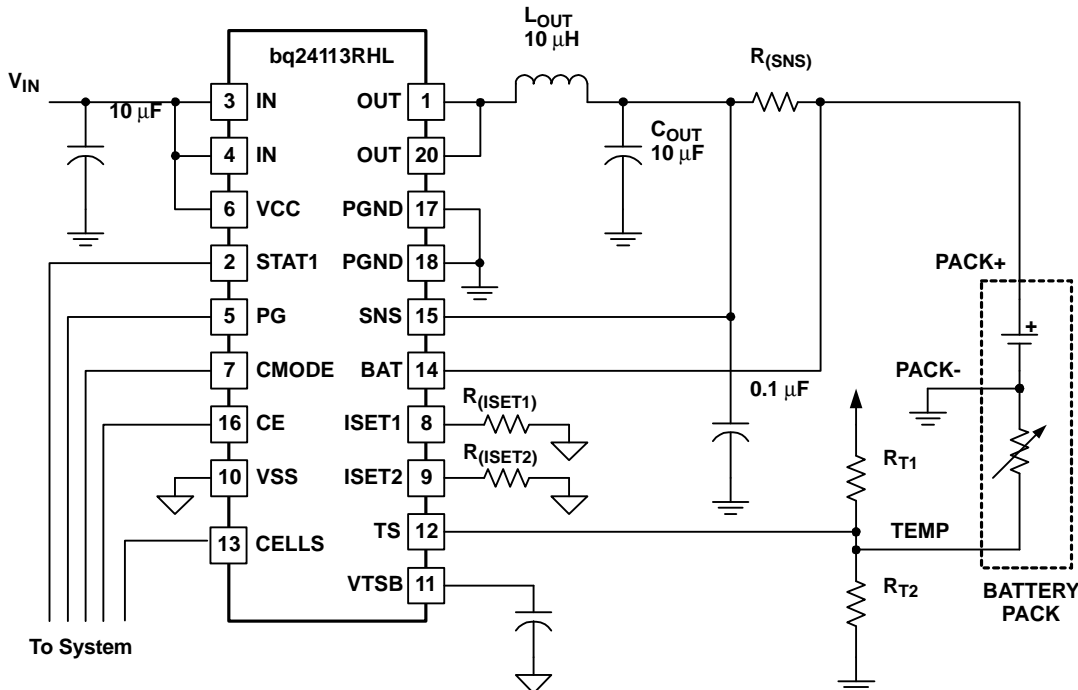 L_OUT
10 μH
bq24113RHL
R_(SNS)
V_IN
10 μF
3 IN
OUT 1
C_OUT
10 μF
4 IN
OUT 20
6 VCC
PGND 17
2 STAT1
PGND 18
PACK+
5 PG
SNS 15
+
7 CMODE
BAT 14
PACK-
0.1 μF
R_(ISET1)
16 CE
ISET1 8
R_T1
R_(ISET2)
10 VSS
ISET2 9
TS 12
TEMP
13 CELLS
VTSB 11
R_T2
BATTERY
PACK
To System